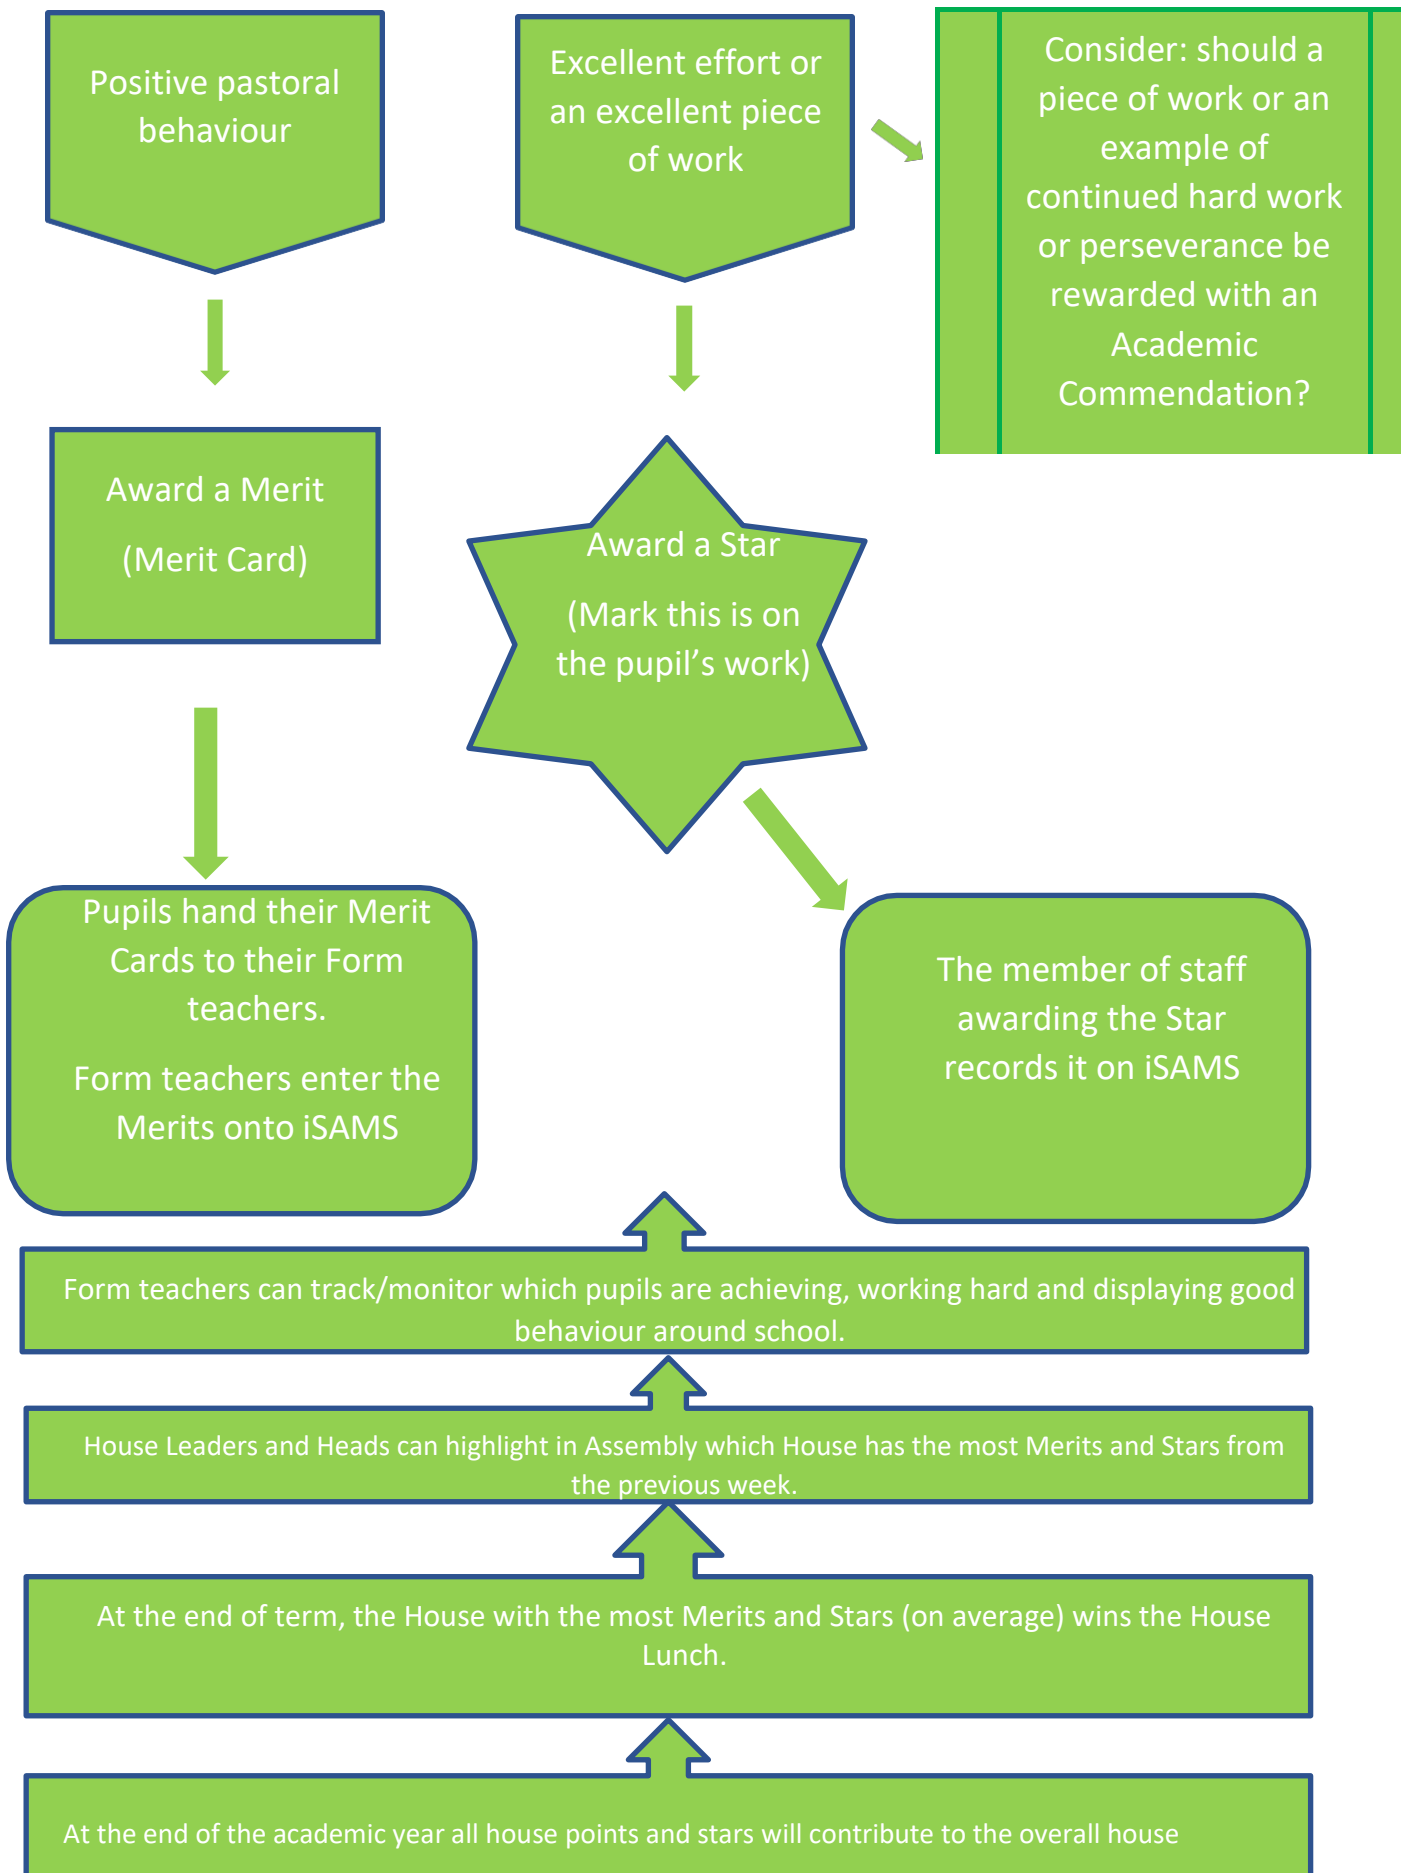 Positive pastoral
behaviour
Excellent effort or
an excellent piece
of work
Consider: should a
piece of work or an
example of
continued hard work
or perseverance be
rewarded with an
Academic
Commendation?
Award a Merit
(Merit Card)
Award a Star
(Mark this is on
the pupil’s work)
Pupils hand their Merit
Cards to their Form
teachers.
Form teachers enter the
Merits onto iSAMS
The member of staff
awarding the Star
records it on iSAMS
Form teachers can track/monitor which pupils are achieving, working hard and displaying good
behaviour around school.
House Leaders and Heads can highlight in Assembly which House has the most Merits and Stars from
the previous week.
At the end of term, the House with the most Merits and Stars (on average) wins the House
Lunch.
At the end of the academic year all house points and stars will contribute to the overall house